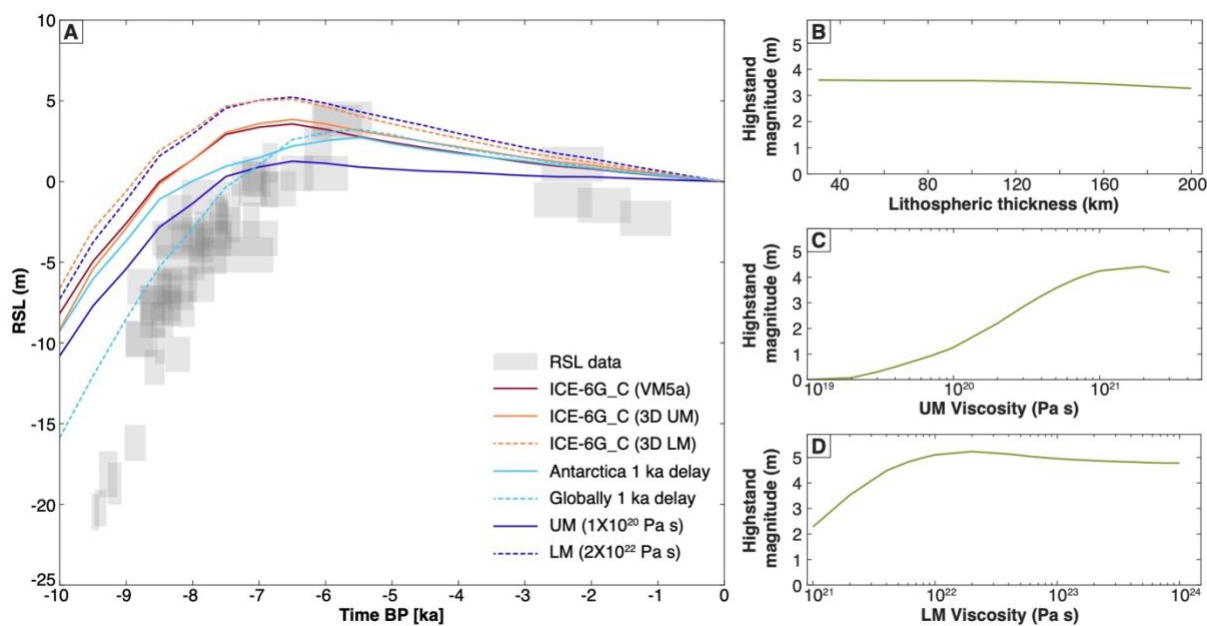 A
10
5
0
-5
-10
-15
-20
-25
RSL (m)
-10 -9 -8 -7 -6 -5 -4 -3 -2 -1 0
Time BP [ka]
RSL data
ICE-6G_C (VM5a)
ICE-6G_C (3D UM)
ICE-6G_C (3D LM)
Antarctica 1 ka delay
Globally 1 ka delay
UM (1X10²⁰ Pa s)
LM (2X10²² Pa s)
B
Highstand
magnitude (m)
5
4
3
2
1
0
40 80 120 160 200
Lithospheric thickness (km)
C
Highstand
magnitude (m)
5
4
3
2
1
0
10¹⁹ 10²⁰ 10²¹
UM Viscosity (Pa s)
D
Highstand
magnitude (m)
5
4
3
2
1
0
10²¹ 10²² 10²³ 10²⁴
LM Viscosity (Pa s)